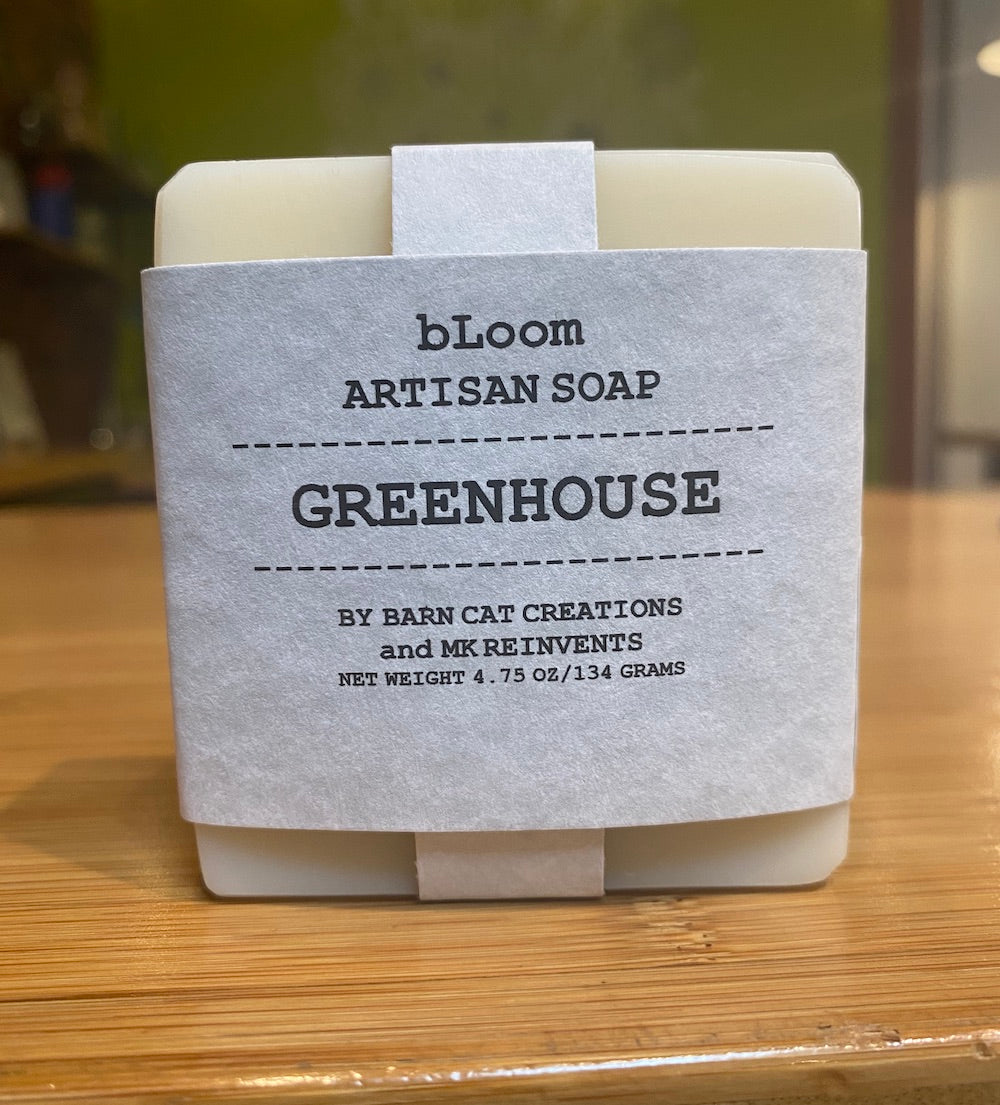 bLoom
ARTISAN SOAP
-------------------------
GREENHOUSE
------------------------
BY BARN CAT CREATIONS
and MK REINVENTS
NET WEIGHT 4.75 OZ/134 GRAMS